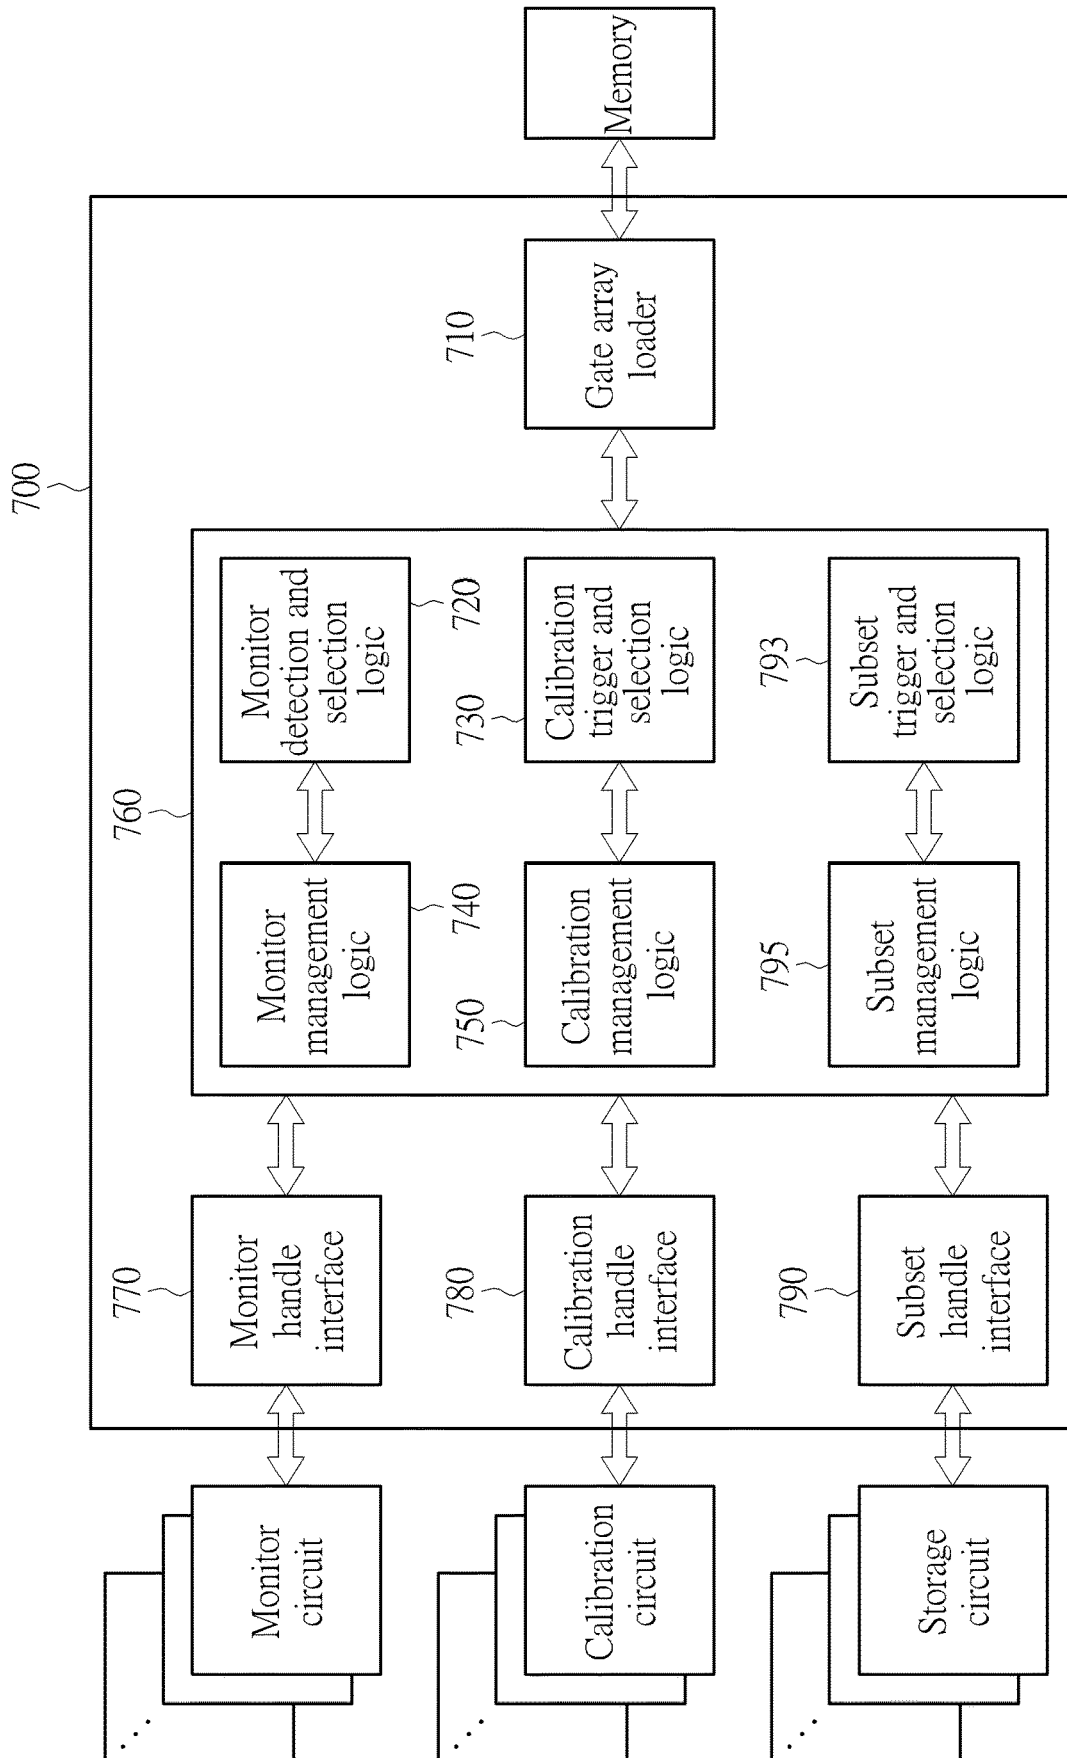 700
Monitor
circuit
...
Calibration
circuit
...
Storage
circuit
...
770
Monitor
handle
interface
780
Calibration
handle
interface
790
Subset
handle
interface
760
Monitor
management
logic
740
750
Calibration
management
logic
795
Subset
management
logic
Monitor
detection and
selection
logic
720
730
Calibration
trigger and
selection
logic
793
Subset
trigger and
selection
logic
710
Gate array
loader
Memory